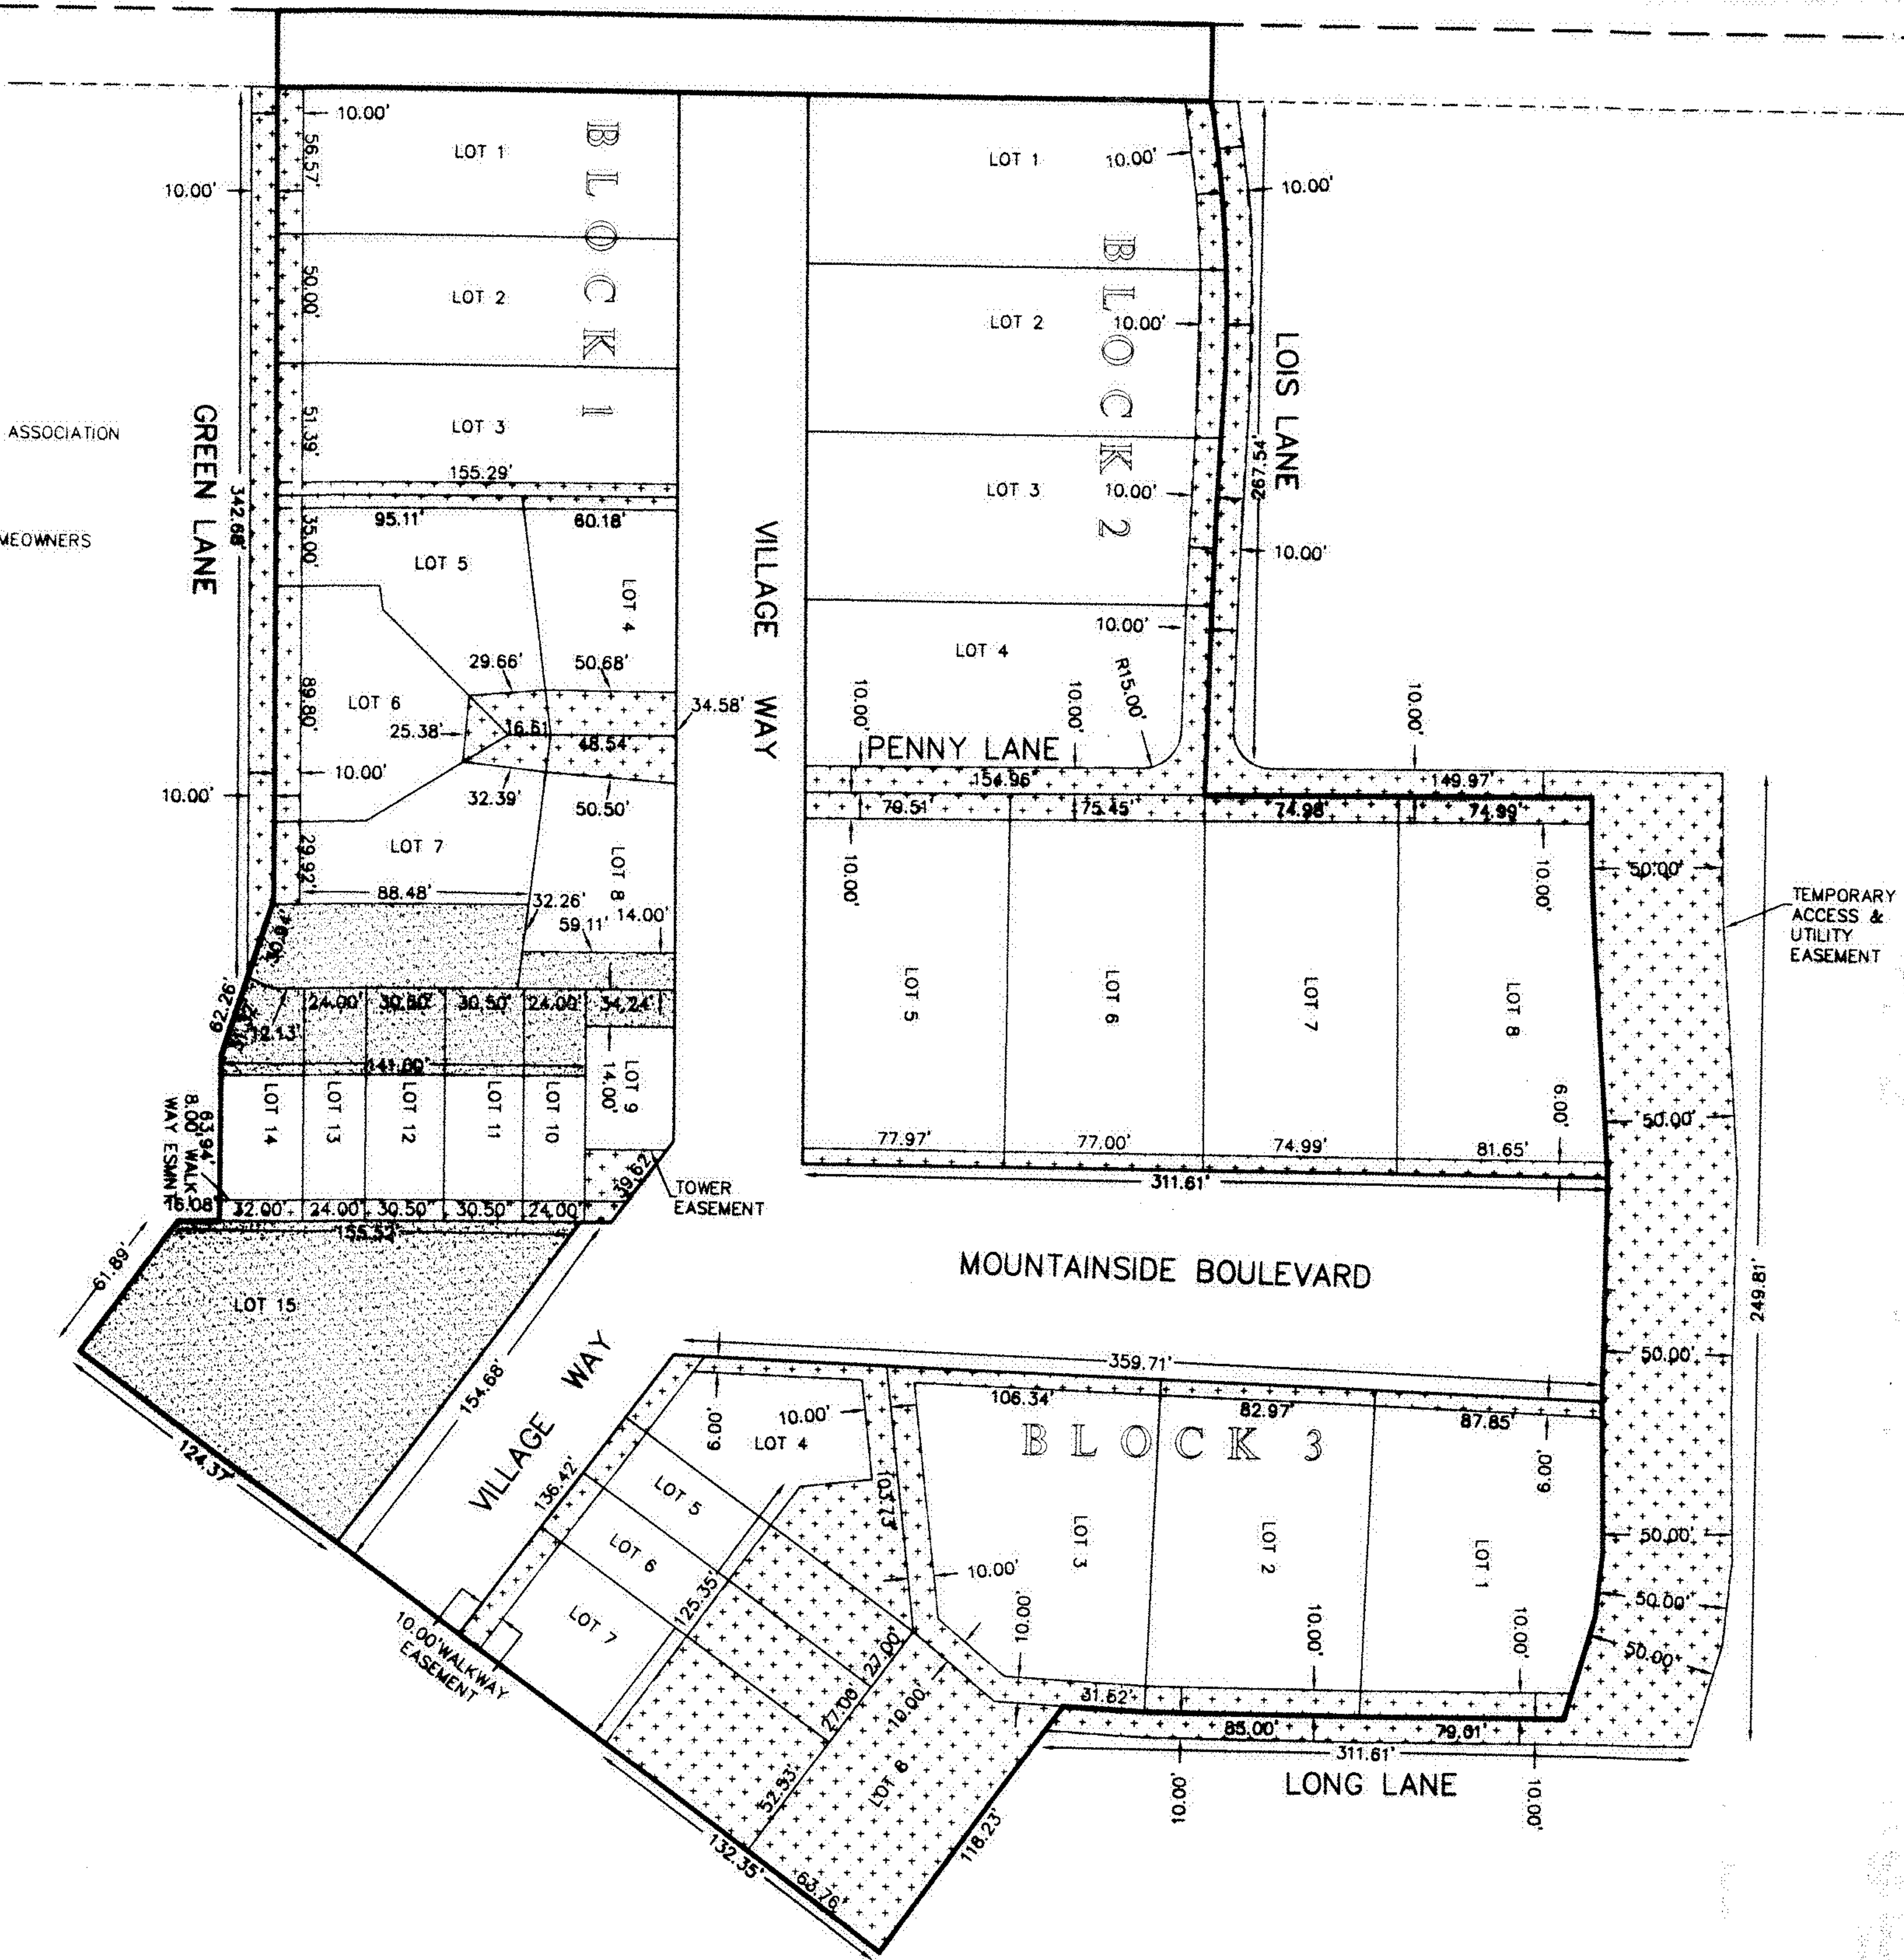 10.00'
56.57'
LOT 1
BLOCK 1
10.00'
50.00'
LOT 2
51.39'
LOT 3
155.29'
ASSOCIATION
MEOWNERS
GREEN LANE
342.68'
95.11'
60.18'
35.00'
LOT 5
LOT 4
29.66'
50.68'
34.58'
89.80'
LOT 6
25.38'
16.61
48.54'
10.00'
10.00'
32.39'
50.50'
29.92'
LOT 7
LOT 8
88.48'
32.26'
59.11'
14.00'
62.26'
12.13'
24.00'
30.50'
30.50'
24.00'
34.24'
141.00'
14.00'
LOT 14
LOT 13
LOT 12
LOT 11
LOT 10
LOT 9
63.94'
8.00' WALK
WAY ESMNT
16.08'
32.00'
24.00'
30.50'
30.50'
24.00'
39.62'
TOWER
EASEMENT
155.52'
61.89'
LOT 15
124.37'
154.68'
VILLAGE WAY
VILLAGE WAY
LOT 1
10.00'
10.00'
BLOCK 2
LOT 2
10.00'
LOIS LANE
267.54'
LOT 3
10.00'
10.00'
LOT 4
10.00'
R15.00'
10.00'
10.00'
10.00'
PENNY LANE
154.96'
149.97'
79.51'
75.45'
74.98'
74.99'
10.00'
10.00'
50.00'
TEMPORARY
ACCESS &
UTILITY
EASEMENT
LOT 5
LOT 6
LOT 7
LOT 8
6.00'
50.00'
77.97'
77.00'
74.99'
81.65'
311.61'
MOUNTAINSIDE BOULEVARD
249.81'
50.00'
359.71'
106.34'
82.97'
87.85'
6.00'
10.00'
LOT 4
BLOCK 3
6.00'
136.42'
LOT 5
103.73'
LOT 3
LOT 2
LOT 1
50.00'
LOT 6
10.00'
50.00'
125.35'
10.00'
10.00'
10.00'
50.00'
LOT 7
27.00'
10.00'WALKWAY
EASEMENT
27.00'
10.00'
31.52'
85.00'
79.61'
311.61'
LONG LANE
52.53'
LOT 8
10.00'
10.00'
118.23'
132.35'
63.76'